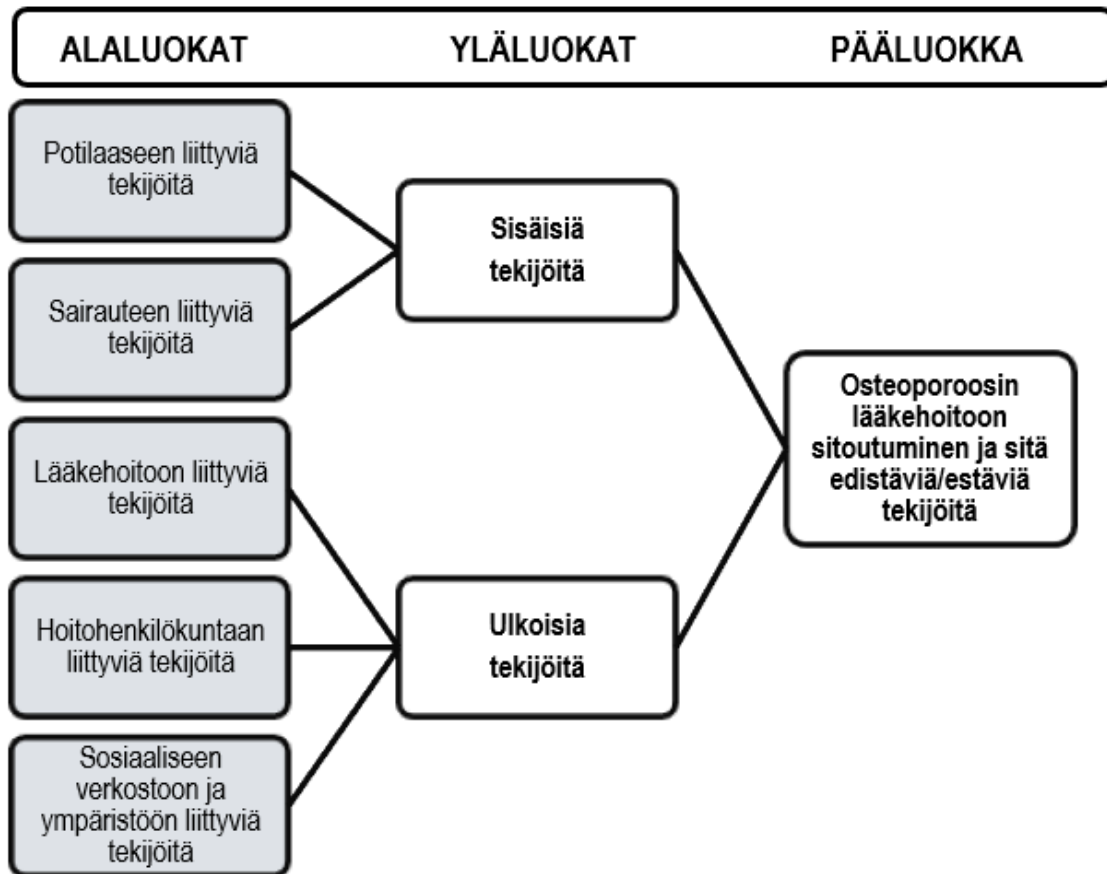 ALALUOKAT YLÄLUOKAT PÄÄLUOKKA
Potilaaseen liittyviä
tekijöitä
Sairauteen liittyviä
tekijöitä
Lääkehoitoon liittyviä
tekijöitä
Hoitohenkilökuntaan
liittyviä tekijöitä
Sosiaaliseen
verkostoon ja
ympäristöön liittyviä
tekijöitä
Sisäisiä
tekijöitä
Ulkoisia
tekijöitä
Osteoporoosin
lääkehoitoon
sitoutuminen ja sitä
edistäviä/estäviä
tekijöitä